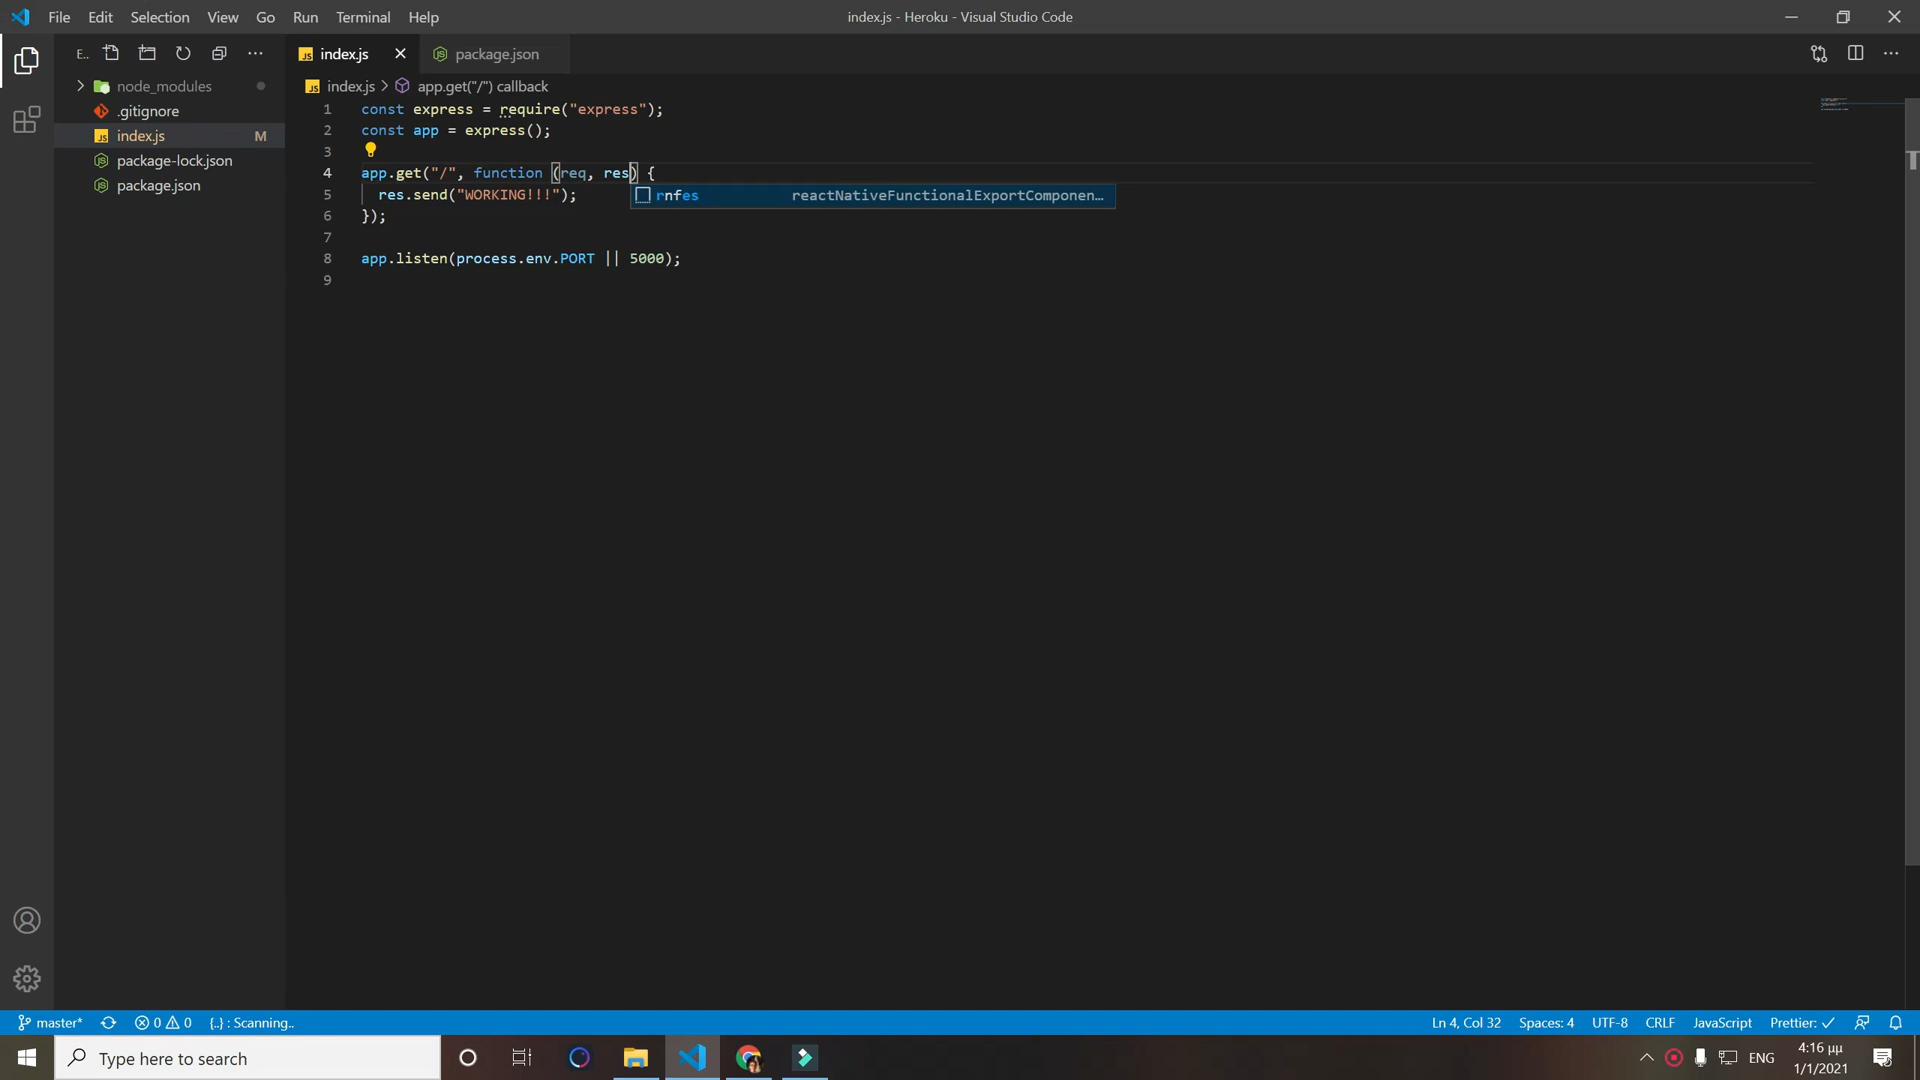 File Edit Selection View Go Run Terminal Help
index.js - Heroku - Visual Studio Code
E..
index.js
package.json
node_modules
.gitignore
index.js M
package-lock.json
package.json
index.js > app.get("/") callback
1 const express = require("express");
2 const app = express();
3
4 app.get("/", function (req, res) {
rnfes reactNativeFunctionalExportComponen...
5 res.send("WORKING!!!");
6 });
7
8 app.listen(process.env.PORT || 5000);
9
master* 0 0 {..} : Scanning..
Ln 4, Col 32 Spaces: 4 UTF-8 CRLF JavaScript Prettier: ✓
Type here to search
ENG
4:16 μμ
1/1/2021